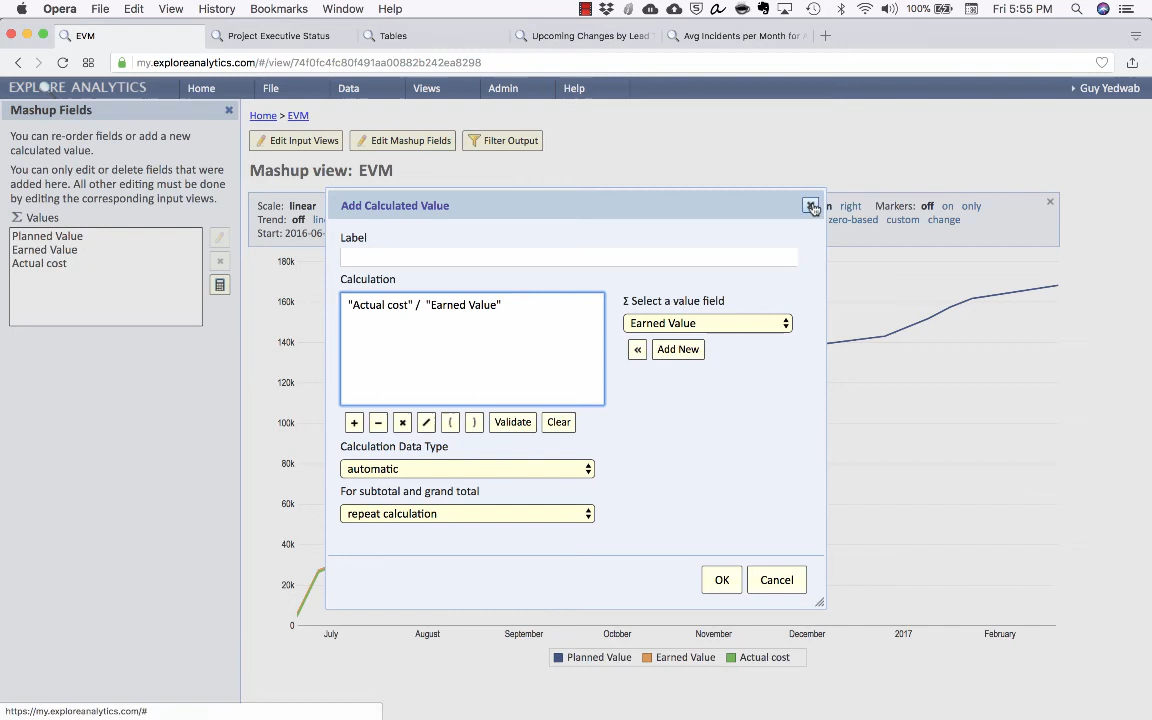 Opera File Edit View History Bookmarks Window Help 100% Fri 5:55 PM
EVM Project Executive Status Tables Upcoming Changes by Lead T Avg Incidents per Month for A
my.exploreanalytics.com/#/view/74f0fc4fc80f491aa00882b242ea8298
EXPLORE ANALYTICS Home File Data Views Admin Help Guy Yedwab
Mashup Fields
You can re-order fields or add a new
calculated value.
You can only edit or delete fields that were
added here. All other editing must be done
by editing the corresponding input views.
Σ Values
Planned Value
Earned Value
Actual cost
Home > EVM
Edit Input Views Edit Mashup Fields Filter Output
Mashup view: EVM
Scale: linear
Trend: off
Start: 2016-06-
right Markers: off on only
zero-based custom change
Add Calculated Value
Label
Calculation
"Actual cost" / "Earned Value"
Σ Select a value field
Earned Value
« Add New
+ − × / ( ) Validate Clear
Calculation Data Type
automatic
For subtotal and grand total
repeat calculation
OK Cancel
180k
160k
140k
120k
100k
80k
60k
40k
20k
0
July August September October November December 2017 February
Planned Value Earned Value Actual cost
https://my.exploreanalytics.com/#